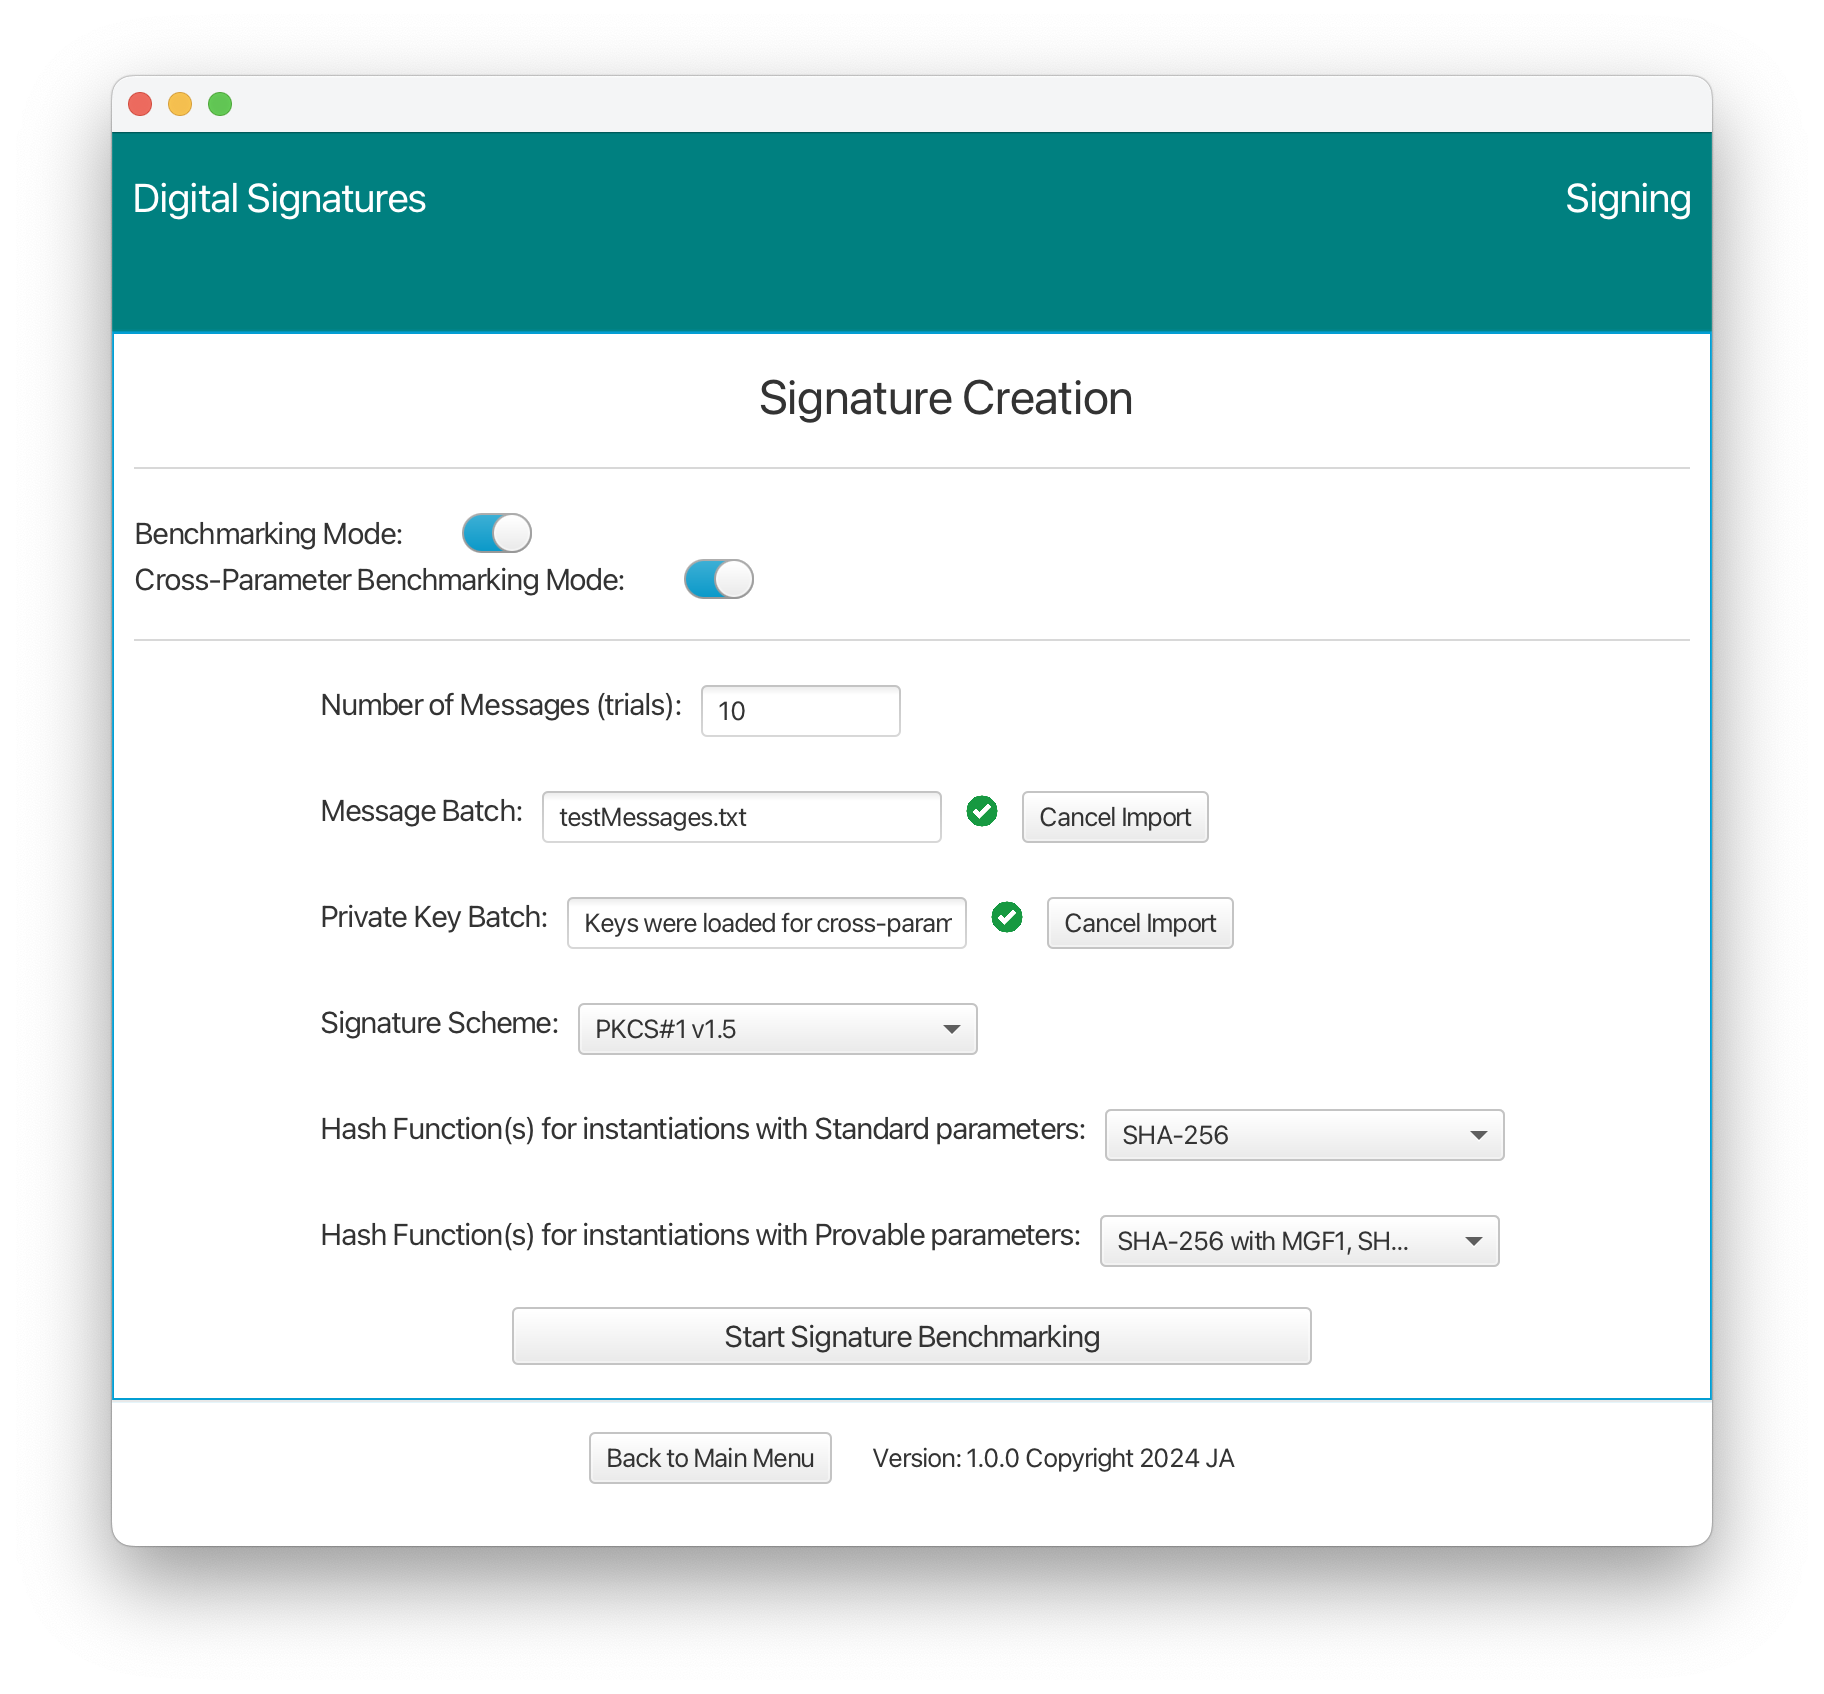 Digital Signatures
Signing
Signature Creation
Benchmarking Mode:
Cross-Parameter Benchmarking Mode:
Number of Messages (trials): 10
Message Batch: testMessages.txt Cancel Import
Private Key Batch: Keys were loaded for cross-param Cancel Import
Signature Scheme: PKCS#1 v1.5
Hash Function(s) for instantiations with Standard parameters: SHA-256
Hash Function(s) for instantiations with Provable parameters: SHA-256 with MGF1, SH...
Start Signature Benchmarking
Back to Main Menu Version: 1.0.0 Copyright 2024 JA